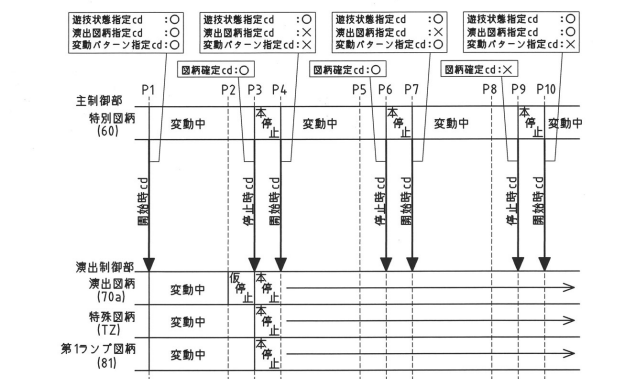 遊技状態指定cd :○
演出図柄指定cd :○
変動パターン指定cd:○
遊技状態指定cd :○
演出図柄指定cd :×
変動パターン指定cd:×
遊技状態指定cd :○
演出図柄指定cd :×
変動パターン指定cd:○
遊技状態指定cd :○
演出図柄指定cd :○
変動パターン指定cd:×
図柄確定cd:○
図柄確定cd:○
図柄確定cd:×
P1 P2 P3 P4 P5 P6 P7 P8 P9 P10
主制御部
特別図柄
(60)
変動中 本停止 変動中 本停止 変動中 本停止 変動中
開始時cd 停止時cd 開始時cd 停止時cd 開始時cd 停止時cd 開始時cd
演出制御部
演出図柄
(70a)
変動中 仮停止 本停止
特殊図柄
(TZ)
変動中 本停止
第1ランプ図柄
(81)
変動中 本停止